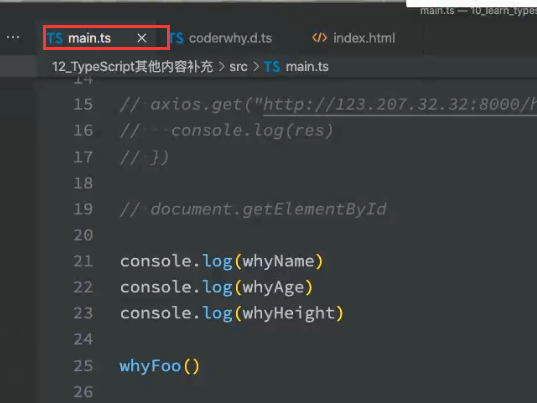 main.ts — 10_learn_types
... TS main.ts × TS coderwhy.d.ts </> index.html
12_TypeScript其他内容补充 > src > TS main.ts
14
15 // axios.get("http://123.207.32.32:8000/h
16 //   console.log(res)
17 // })
18
19 // document.getElementById
20
21 console.log(whyName)
22 console.log(whyAge)
23 console.log(whyHeight)
24
25 whyFoo()
26